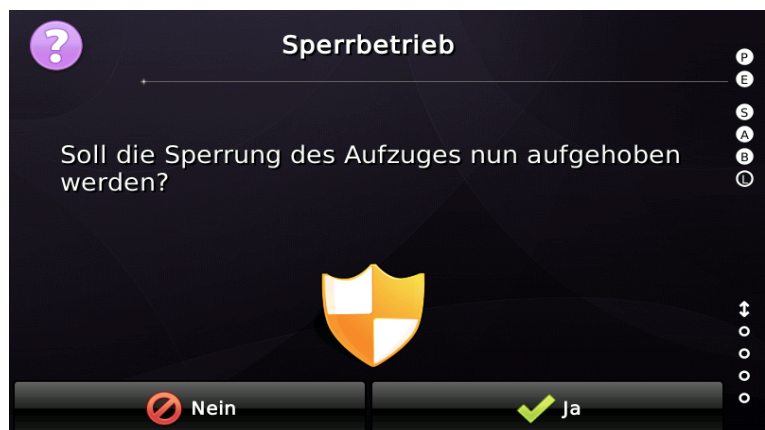 ?
Sperrbetrieb
P
E
S
A
B
L
Soll die Sperrung des Aufzuges nun aufgehoben
werden?
Nein
Ja